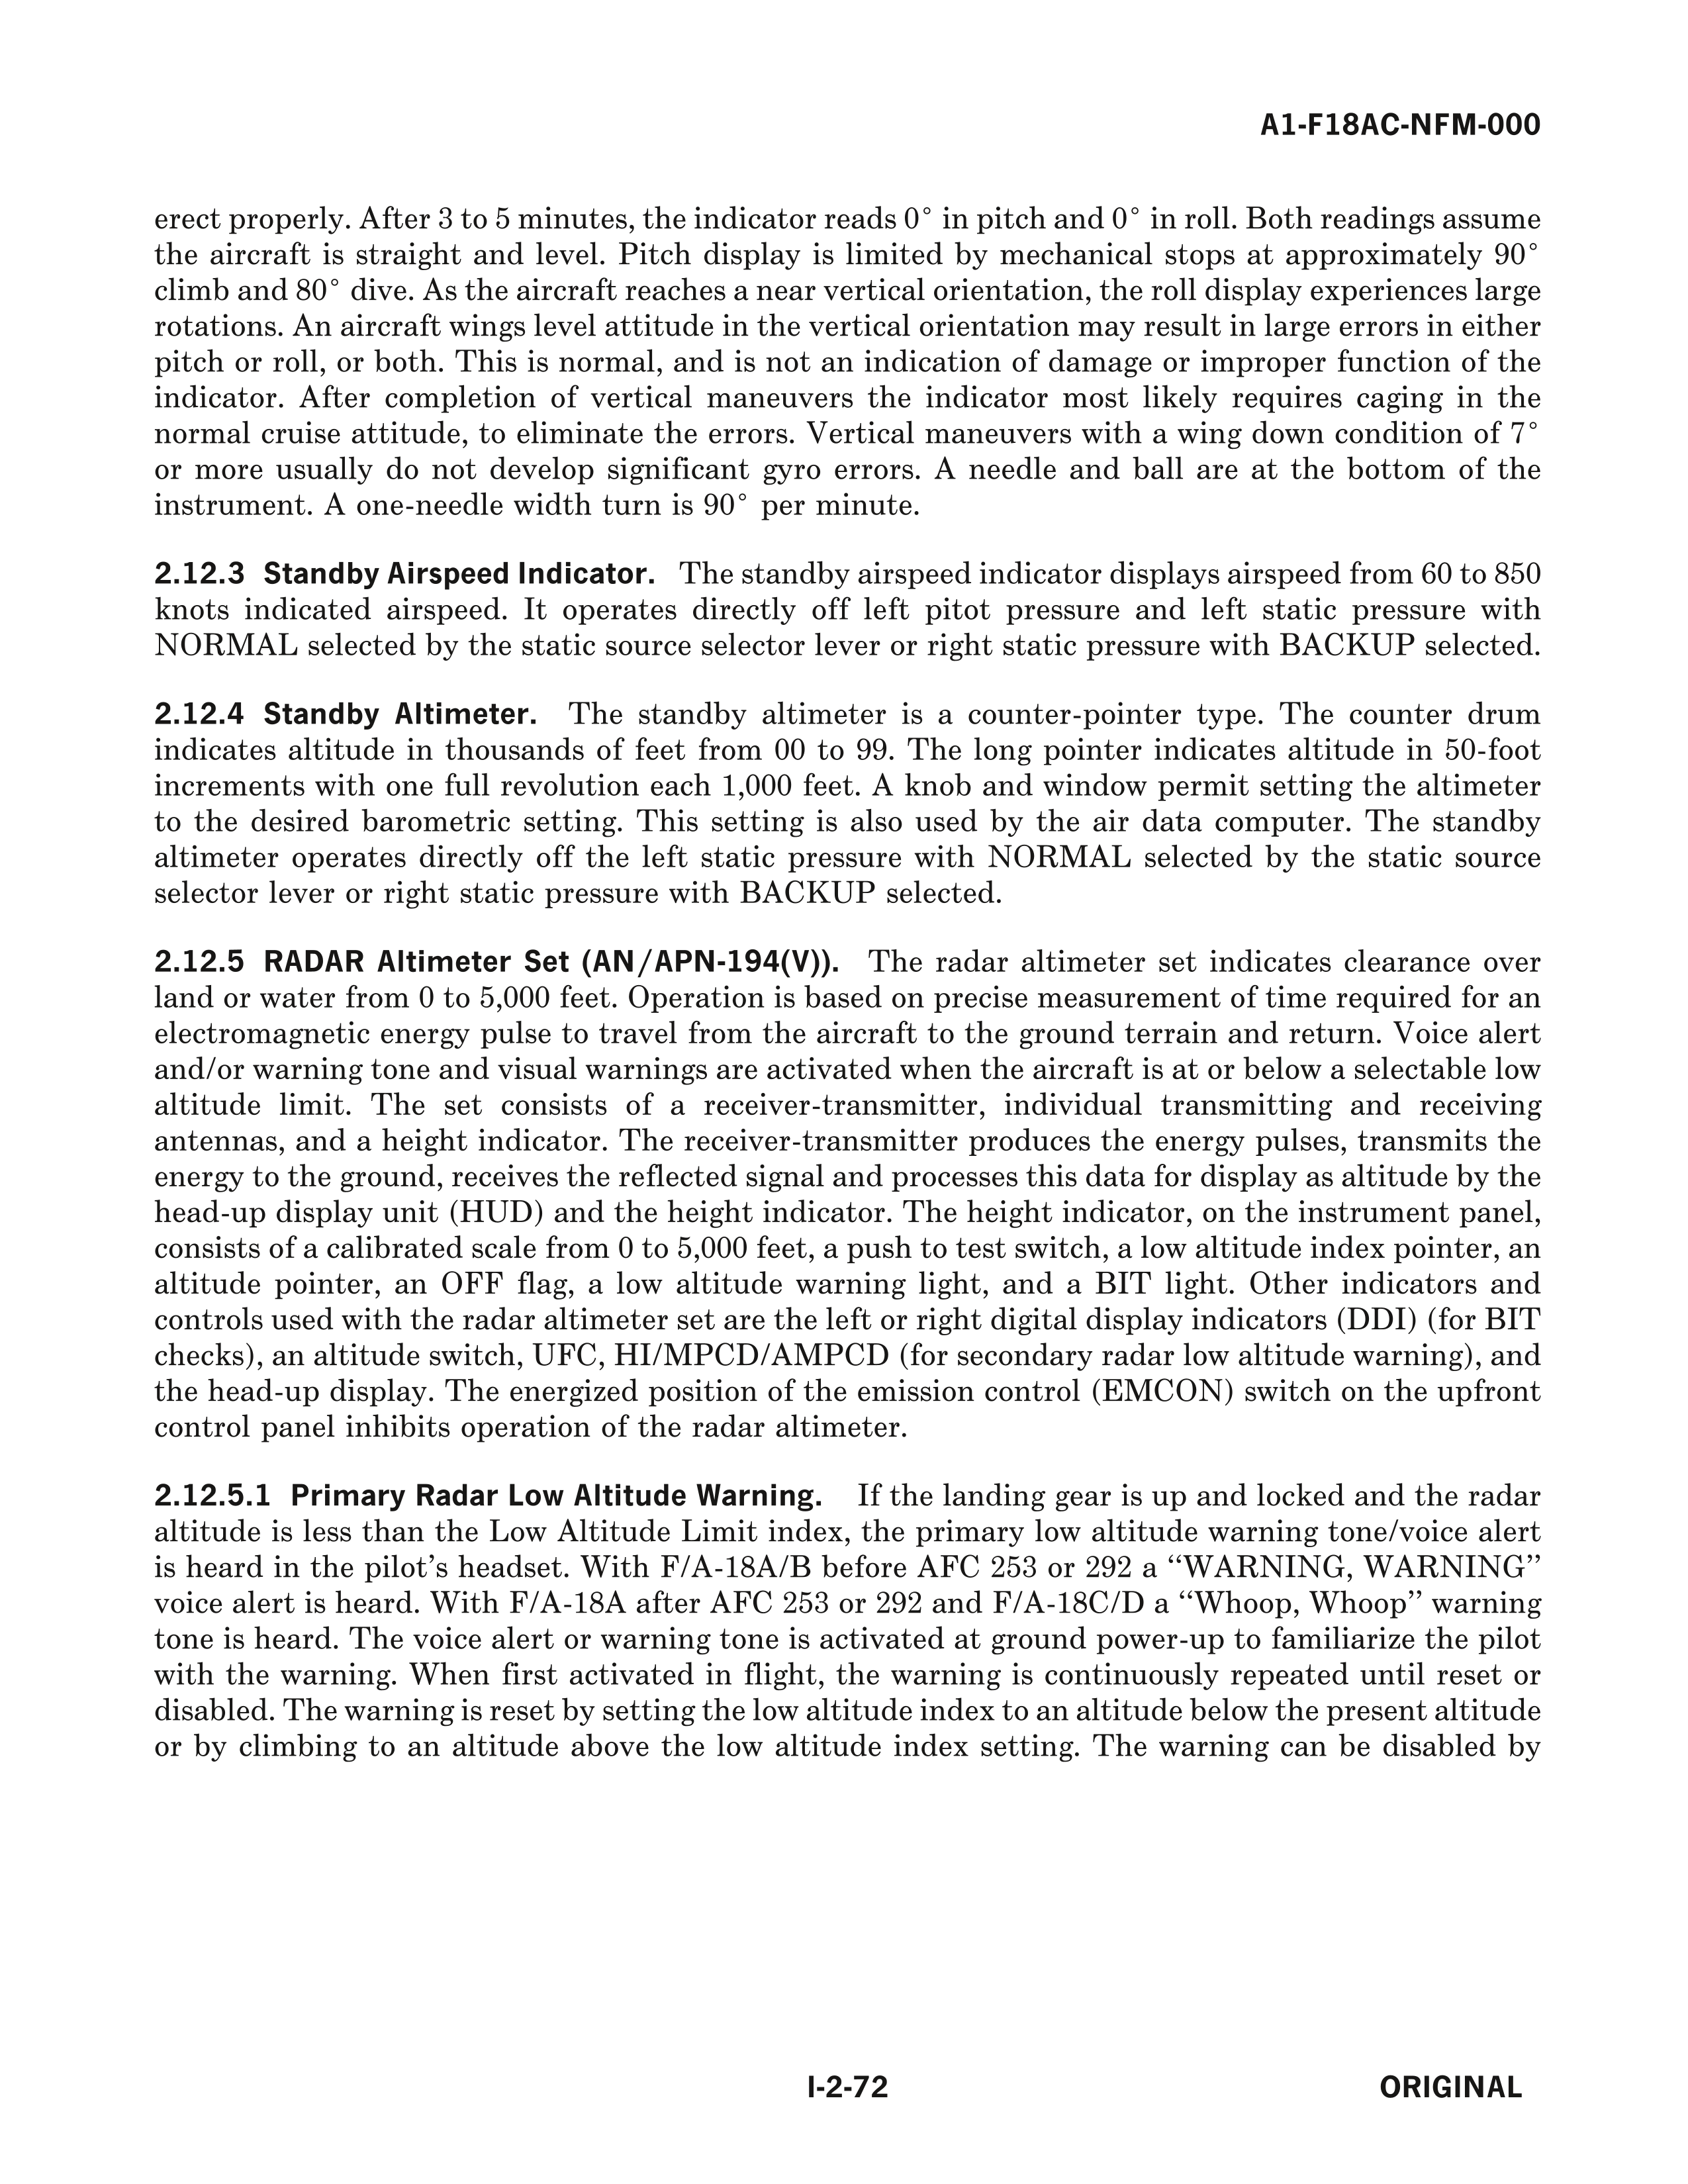 A1-F18AC-NFM-000
erect properly. After 3 to 5 minutes, the indicator reads 0° in pitch and 0° in roll. Both readings assume
the aircraft is straight and level. Pitch display is limited by mechanical stops at approximately 90°
climb and 80° dive. As the aircraft reaches a near vertical orientation, the roll display experiences large
rotations. An aircraft wings level attitude in the vertical orientation may result in large errors in either
pitch or roll, or both. This is normal, and is not an indication of damage or improper function of the
indicator. After completion of vertical maneuvers the indicator most likely requires caging in the
normal cruise attitude, to eliminate the errors. Vertical maneuvers with a wing down condition of 7°
or more usually do not develop significant gyro errors. A needle and ball are at the bottom of the
instrument. A one-needle width turn is 90° per minute.
2.12.3 Standby Airspeed Indicator. The standby airspeed indicator displays airspeed from 60 to 850
knots indicated airspeed. It operates directly off left pitot pressure and left static pressure with
NORMAL selected by the static source selector lever or right static pressure with BACKUP selected.
2.12.4 Standby Altimeter. The standby altimeter is a counter-pointer type. The counter drum
indicates altitude in thousands of feet from 00 to 99. The long pointer indicates altitude in 50-foot
increments with one full revolution each 1,000 feet. A knob and window permit setting the altimeter
to the desired barometric setting. This setting is also used by the air data computer. The standby
altimeter operates directly off the left static pressure with NORMAL selected by the static source
selector lever or right static pressure with BACKUP selected.
2.12.5 RADAR Altimeter Set (AN/APN-194(V)). The radar altimeter set indicates clearance over
land or water from 0 to 5,000 feet. Operation is based on precise measurement of time required for an
electromagnetic energy pulse to travel from the aircraft to the ground terrain and return. Voice alert
and/or warning tone and visual warnings are activated when the aircraft is at or below a selectable low
altitude limit. The set consists of a receiver-transmitter, individual transmitting and receiving
antennas, and a height indicator. The receiver-transmitter produces the energy pulses, transmits the
energy to the ground, receives the reflected signal and processes this data for display as altitude by the
head-up display unit (HUD) and the height indicator. The height indicator, on the instrument panel,
consists of a calibrated scale from 0 to 5,000 feet, a push to test switch, a low altitude index pointer, an
altitude pointer, an OFF flag, a low altitude warning light, and a BIT light. Other indicators and
controls used with the radar altimeter set are the left or right digital display indicators (DDI) (for BIT
checks), an altitude switch, UFC, HI/MPCD/AMPCD (for secondary radar low altitude warning), and
the head-up display. The energized position of the emission control (EMCON) switch on the upfront
control panel inhibits operation of the radar altimeter.
2.12.5.1 Primary Radar Low Altitude Warning. If the landing gear is up and locked and the radar
altitude is less than the Low Altitude Limit index, the primary low altitude warning tone/voice alert
is heard in the pilot’s headset. With F/A-18A/B before AFC 253 or 292 a ‘‘WARNING, WARNING’’
voice alert is heard. With F/A-18A after AFC 253 or 292 and F/A-18C/D a ‘‘Whoop, Whoop’’ warning
tone is heard. The voice alert or warning tone is activated at ground power-up to familiarize the pilot
with the warning. When first activated in flight, the warning is continuously repeated until reset or
disabled. The warning is reset by setting the low altitude index to an altitude below the present altitude
or by climbing to an altitude above the low altitude index setting. The warning can be disabled by
I-2-72
ORIGINAL